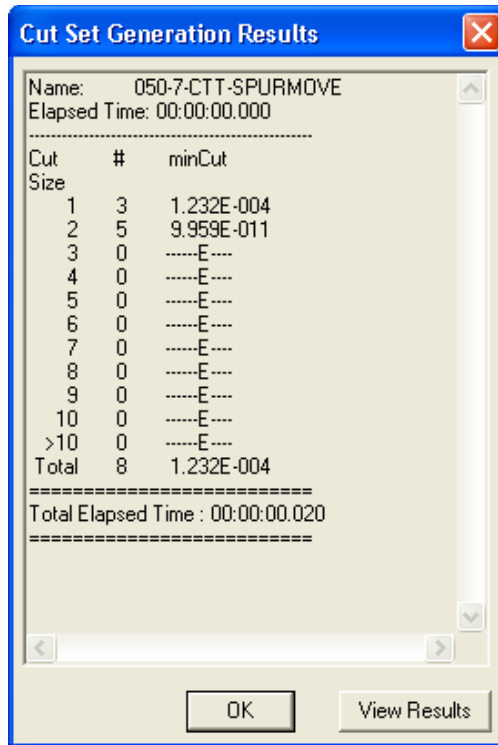 Cut Set Generation Results
Name: 050-7-CTT-SPURMOVE
Elapsed Time: 00:00:00.000
---------------------------------------------------
Cut # minCut
Size
1 3 1.232E-004
2 5 9.959E-011
3 0 ------E----
4 0 ------E----
5 0 ------E----
6 0 ------E----
7 0 ------E----
8 0 ------E----
9 0 ------E----
10 0 ------E----
>10 0 ------E----
Total 8 1.232E-004
==========================
Total Elapsed Time : 00:00:00.020
==========================
OK View Results